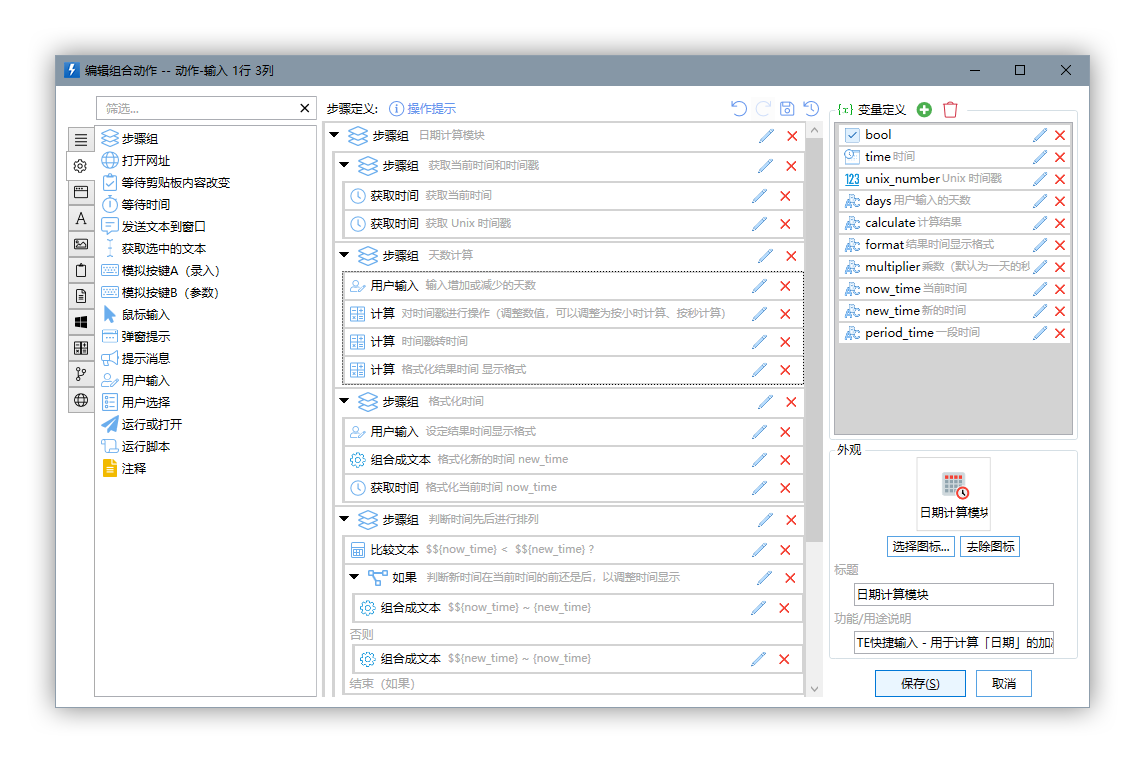 编辑组合动作 -- 动作-输入 1行 3列
筛选...
步骤组
打开网址
等待剪贴板内容改变
等待时间
发送文本到窗口
获取选中的文本
模拟按键A（录入）
模拟按键B（参数）
鼠标输入
弹窗提示
提示消息
用户输入
用户选择
运行或打开
运行脚本
注释
步骤定义: 操作提示
步骤组 日期计算模块
步骤组 获取当前时间和时间戳
获取时间 获取当前时间
获取时间 获取 Unix 时间戳
步骤组 天数计算
用户输入 输入增加或减少的天数
计算 对时间戳进行操作（调整数值，可以调整为按小时计算、按秒计算）
计算 时间戳转时间
计算 格式化结果时间 显示格式
步骤组 格式化时间
用户输入 设定结果时间显示格式
组合成文本 格式化新的时间 new_time
获取时间 格式化当前时间 now_time
步骤组 判断时间先后进行排列
比较文本 $${now_time} < $${new_time} ?
如果 判断新时间在当前时间的前还是后，以调整时间显示
组合成文本 $${now_time} ~ {new_time}
否则
组合成文本 $${new_time} ~ {now_time}
结束（如果）
{x} 变量定义
bool
time 时间
123 unix_number Unix 时间戳
days 用户输入的天数
calculate 计算结果
format 结果时间显示格式
multiplier 乘数（默认为一天的秒
now_time 当前时间
new_time 新的时间
period_time 一段时间
外观
日期计算模块
选择图标... 去除图标
标题
日期计算模块
功能/用途说明
TE快捷输入 - 用于计算「日期」的加
保存(S) 取消